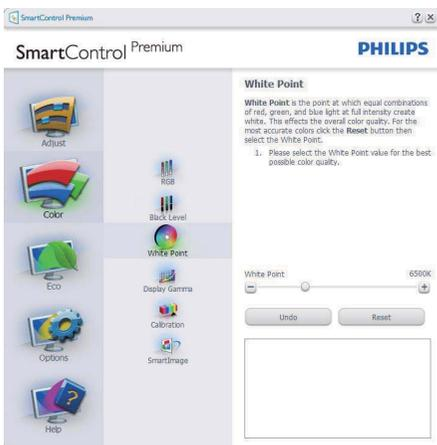 SmartControl Premium
SmartControl Premium
PHILIPS
Adjust
Color
Eco
Options
Help
RGB
Black Level
White Point
Display Gamma
Calibration
SmartImage
White Point
White Point is the point at which equal combinations
of red, green, and blue light at full intensity create
white. This effects the overall color quality. For the
most accurate colors click the Reset button then
select the White Point.
1. Please select the White Point value for the best
possible color quality.
White Point 6500K
Undo Reset